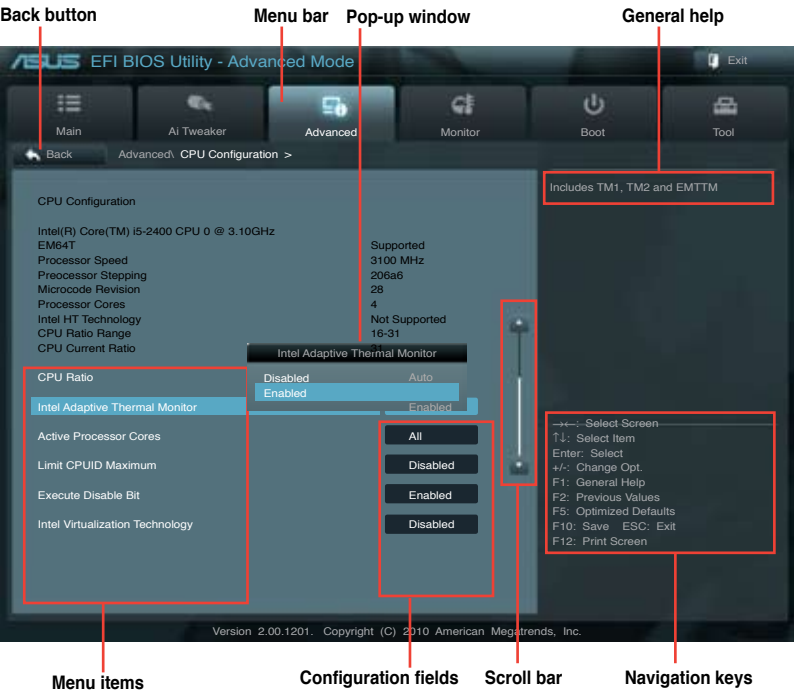 Back button
Menu bar
Pop-up window
General help
ASUS EFI BIOS Utility - Advanced Mode
Exit
Main
Ai Tweaker
Advanced
Monitor
Boot
Tool
Back
Advanced\ CPU Configuration >
Includes TM1, TM2 and EMTTM
CPU Configuration
Intel(R) Core(TM) i5-2400 CPU 0 @ 3.10GHz
EM64T Supported
Processor Speed 3100 MHz
Preocessor Stepping 206a6
Microcode Revision 28
Processor Cores 4
Intel HT Technology Not Supported
CPU Ratio Range 16-31
CPU Current Ratio 31
Intel Adaptive Thermal Monitor
Disabled
Enabled
CPU Ratio Auto
Intel Adaptive Thermal Monitor Enabled
Active Processor Cores All
Limit CPUID Maximum Disabled
Execute Disable Bit Enabled
Intel Virtualization Technology Disabled
→←: Select Screen
↑↓: Select Item
Enter: Select
+/-: Change Opt.
F1: General Help
F2: Previous Values
F5: Optimized Defaults
F10: Save ESC: Exit
F12: Print Screen
Version 2.00.1201. Copyright (C) 2010 American Megatrends, Inc.
Menu items
Configuration fields
Scroll bar
Navigation keys